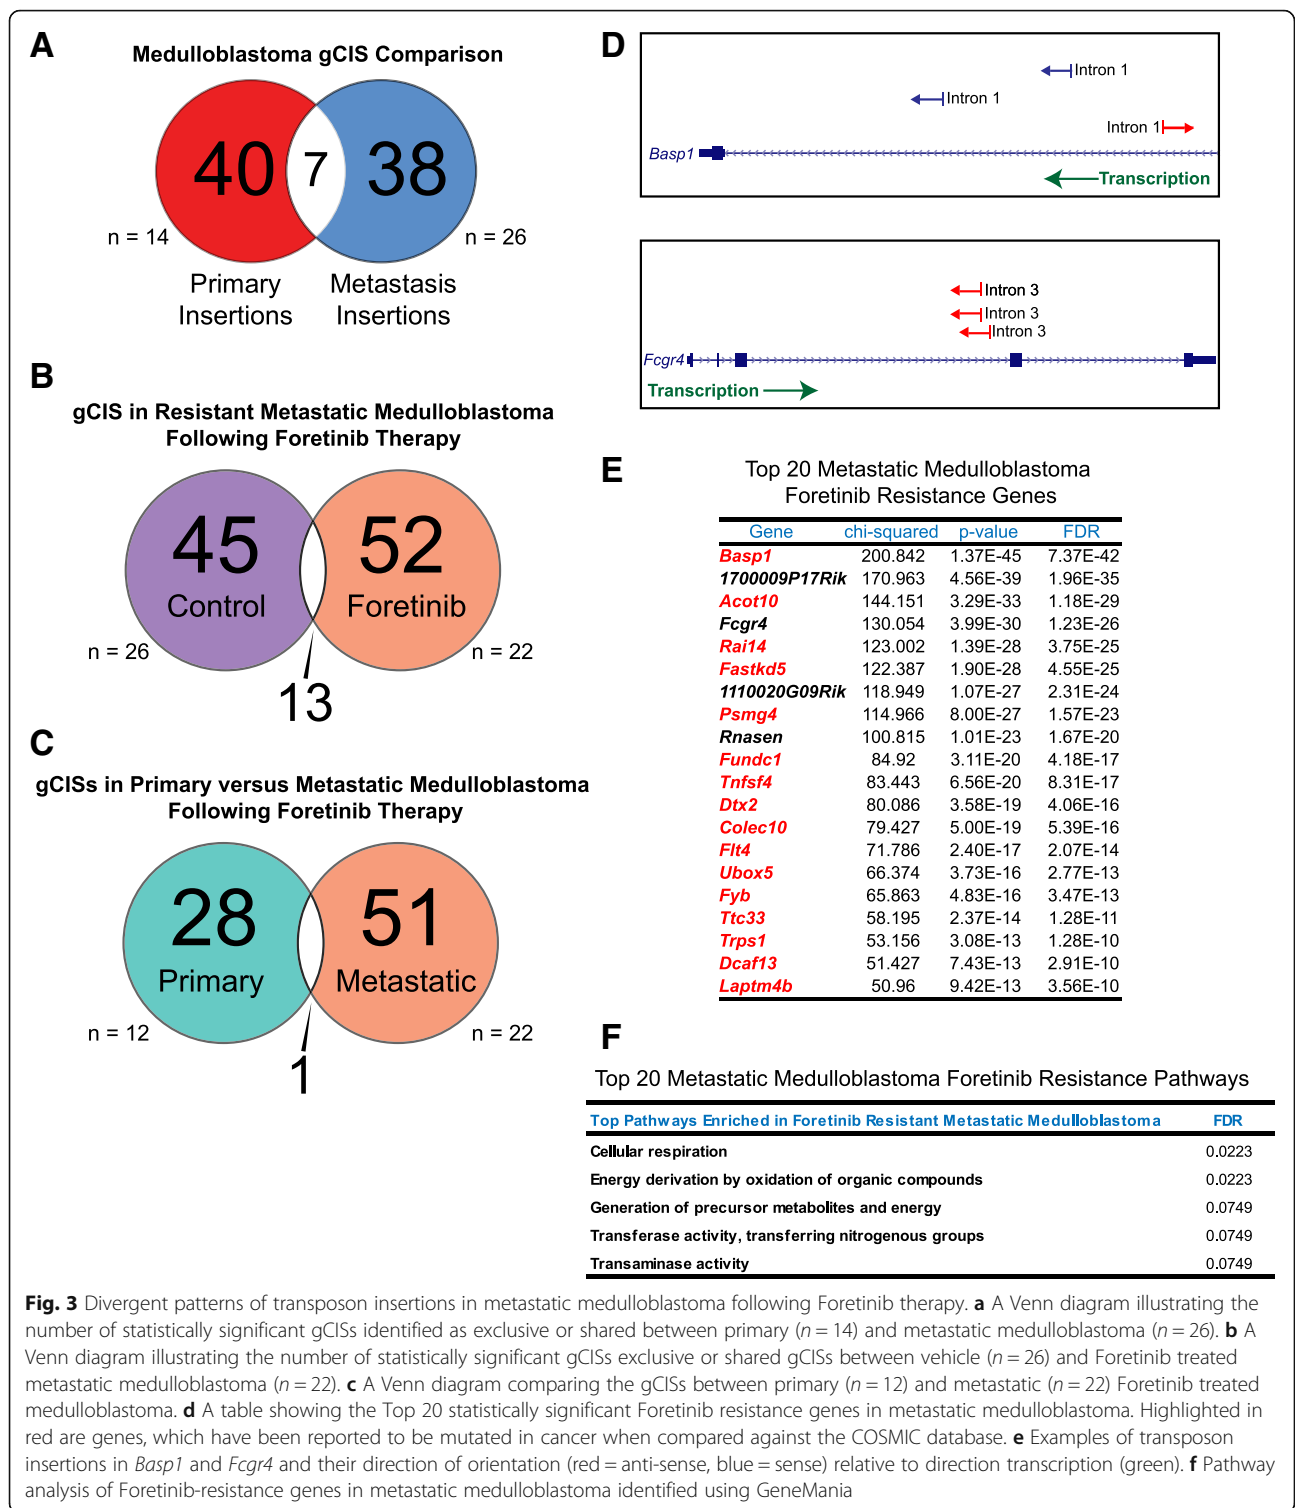 A
Medulloblastoma gCIS Comparison
40
7
38
n = 14
n = 26
Primary
Insertions
Metastasis
Insertions
B
gCIS in Resistant Metastatic Medulloblastoma
Following Foretinib Therapy
45
Control
52
Foretinib
n = 26
n = 22
13
C
gCISs in Primary versus Metastatic Medulloblastoma
Following Foretinib Therapy
28
Primary
51
Metastatic
n = 12
n = 22
1
D
Intron 1
Intron 1
Intron 1
Basp1
Transcription
Intron 3
Intron 3
Intron 3
Fcgr4
Transcription
E
Top 20 Metastatic Medulloblastoma
Foretinib Resistance Genes
Gene chi-squared p-value FDR
Basp1 200.842 1.37E-45 7.37E-42
1700009P17Rik 170.963 4.56E-39 1.96E-35
Acot10 144.151 3.29E-33 1.18E-29
Fcgr4 130.054 3.99E-30 1.23E-26
Rai14 123.002 1.39E-28 3.75E-25
Fastkd5 122.387 1.90E-28 4.55E-25
1110020G09Rik 118.949 1.07E-27 2.31E-24
Psmg4 114.966 8.00E-27 1.57E-23
Rnasen 100.815 1.01E-23 1.67E-20
Fundc1 84.92 3.11E-20 4.18E-17
Tnfsf4 83.443 6.56E-20 8.31E-17
Dtx2 80.086 3.58E-19 4.06E-16
Colec10 79.427 5.00E-19 5.39E-16
Flt4 71.786 2.40E-17 2.07E-14
Ubox5 66.374 3.73E-16 2.77E-13
Fyb 65.863 4.83E-16 3.47E-13
Ttc33 58.195 2.37E-14 1.28E-11
Trps1 53.156 3.08E-13 1.28E-10
Dcaf13 51.427 7.43E-13 2.91E-10
Laptm4b 50.96 9.42E-13 3.56E-10
F
Top 20 Metastatic Medulloblastoma Foretinib Resistance Pathways
Top Pathways Enriched in Foretinib Resistant Metastatic Medulloblastoma FDR
Cellular respiration 0.0223
Energy derivation by oxidation of organic compounds 0.0223
Generation of precursor metabolites and energy 0.0749
Transferase activity, transferring nitrogenous groups 0.0749
Transaminase activity 0.0749
Fig. 3 Divergent patterns of transposon insertions in metastatic medulloblastoma following Foretinib therapy. a A Venn diagram illustrating the
number of statistically significant gCISs identified as exclusive or shared between primary (n = 14) and metastatic medulloblastoma (n = 26). b A
Venn diagram illustrating the number of statistically significant gCISs exclusive or shared gCISs between vehicle (n = 26) and Foretinib treated
metastatic medulloblastoma (n = 22). c A Venn diagram comparing the gCISs between primary (n = 12) and metastatic (n = 22) Foretinib treated
medulloblastoma. d A table showing the Top 20 statistically significant Foretinib resistance genes in metastatic medulloblastoma. Highlighted in
red are genes, which have been reported to be mutated in cancer when compared against the COSMIC database. e Examples of transposon
insertions in Basp1 and Fcgr4 and their direction of orientation (red = anti-sense, blue = sense) relative to direction transcription (green). f Pathway
analysis of Foretinib-resistance genes in metastatic medulloblastoma identified using GeneMania